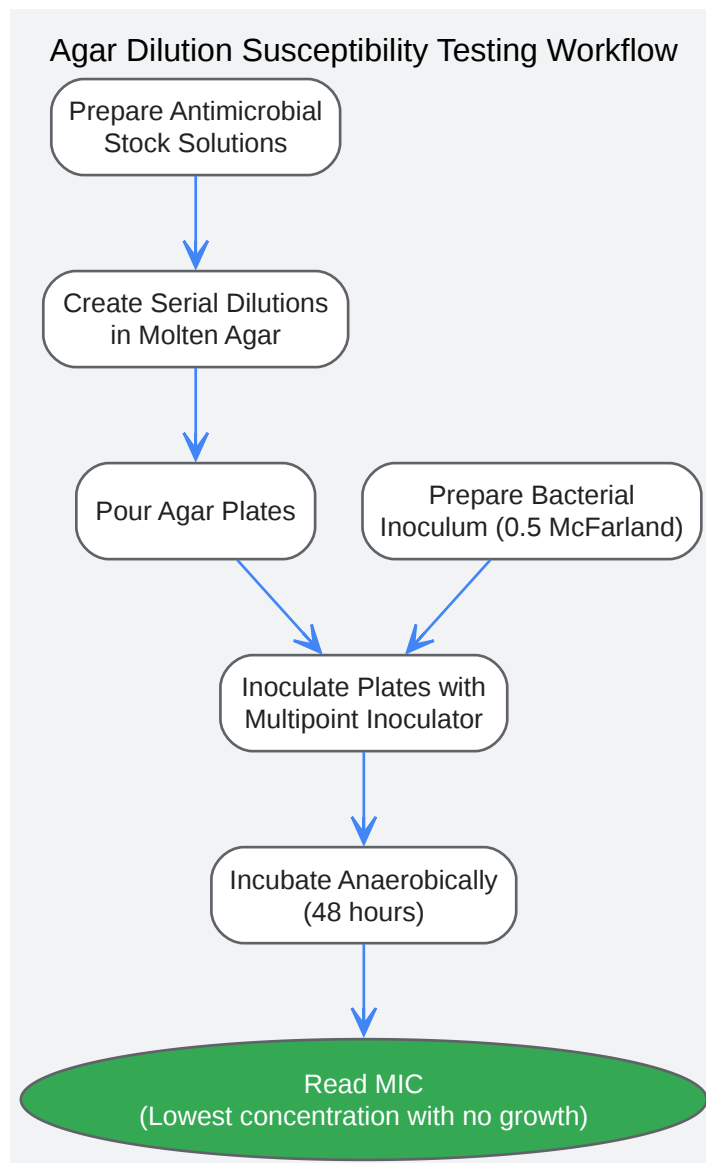 Agar Dilution Susceptibility Testing Workflow
Prepare Antimicrobial
Stock Solutions
Create Serial Dilutions
in Molten Agar
Pour Agar Plates
Prepare Bacterial
Inoculum (0.5 McFarland)
Inoculate Plates with
Multipoint Inoculator
Incubate Anaerobically
(48 hours)
Read MIC
(Lowest concentration with no growth)